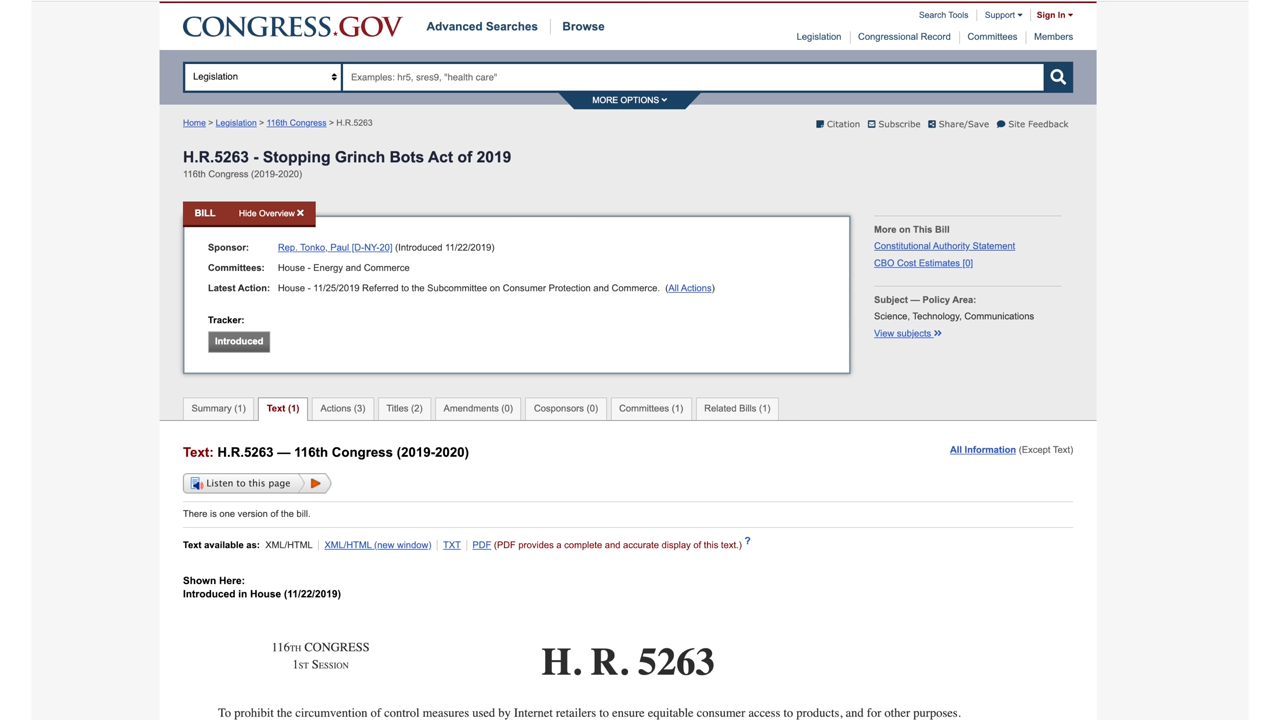 CONGRESS.GOV
Advanced Searches
Browse
Search Tools
Support
Sign In
Legislation
Congressional Record
Committees
Members
Legislation
Examples: hr5, sres9, "health care"
MORE OPTIONS
Home > Legislation > 116th Congress > H.R.5263
Citation
Subscribe
Share/Save
Site Feedback
H.R.5263 - Stopping Grinch Bots Act of 2019
116th Congress (2019-2020)
BILL
Hide Overview
Sponsor: Rep. Tonko, Paul [D-NY-20] (Introduced 11/22/2019)
Committees: House - Energy and Commerce
Latest Action: House - 11/25/2019 Referred to the Subcommittee on Consumer Protection and Commerce. (All Actions)
Tracker:
Introduced
More on This Bill
Constitutional Authority Statement
CBO Cost Estimates [0]
Subject — Policy Area:
Science, Technology, Communications
View subjects
Summary (1)
Text (1)
Actions (3)
Titles (2)
Amendments (0)
Cosponsors (0)
Committees (1)
Related Bills (1)
Text: H.R.5263 — 116th Congress (2019-2020)
All Information (Except Text)
Listen to this page
There is one version of the bill.
Text available as: XML/HTML | XML/HTML (new window) | TXT | PDF (PDF provides a complete and accurate display of this text.) ?
Shown Here:
Introduced in House (11/22/2019)
116TH CONGRESS
1ST SESSION
H. R. 5263
To prohibit the circumvention of control measures used by Internet retailers to ensure equitable consumer access to products, and for other purposes.